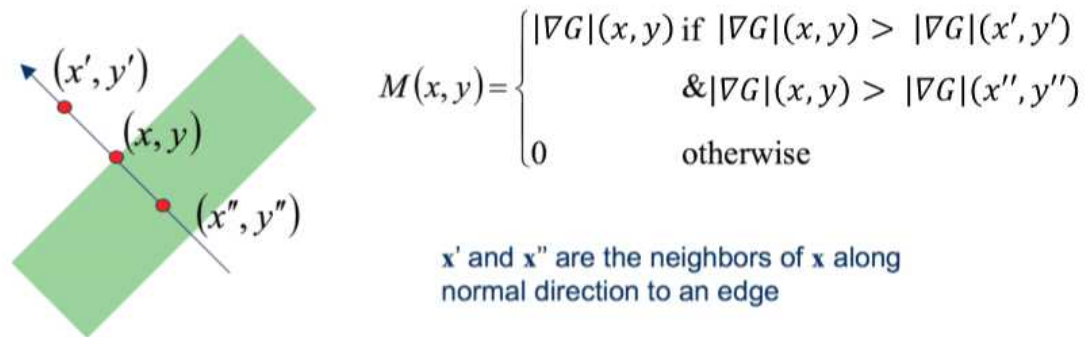 (x′, y′)
(x, y)
(x″, y″)
M(x, y)= { |∇G|(x, y) if |∇G|(x, y) > |∇G|(x′, y′)
&|∇G|(x, y) > |∇G|(x″, y″)
0 otherwise
x' and x" are the neighbors of x along
normal direction to an edge